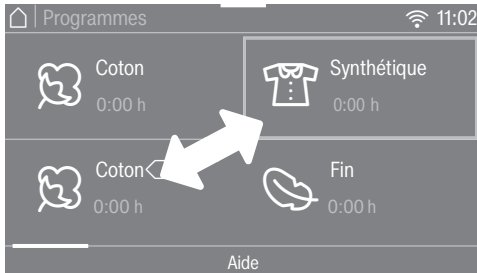 Programmes 11:02
Coton Synthétique
0:00 h 0:00 h
Coton Fin
0:00 h 0:00 h
Aide